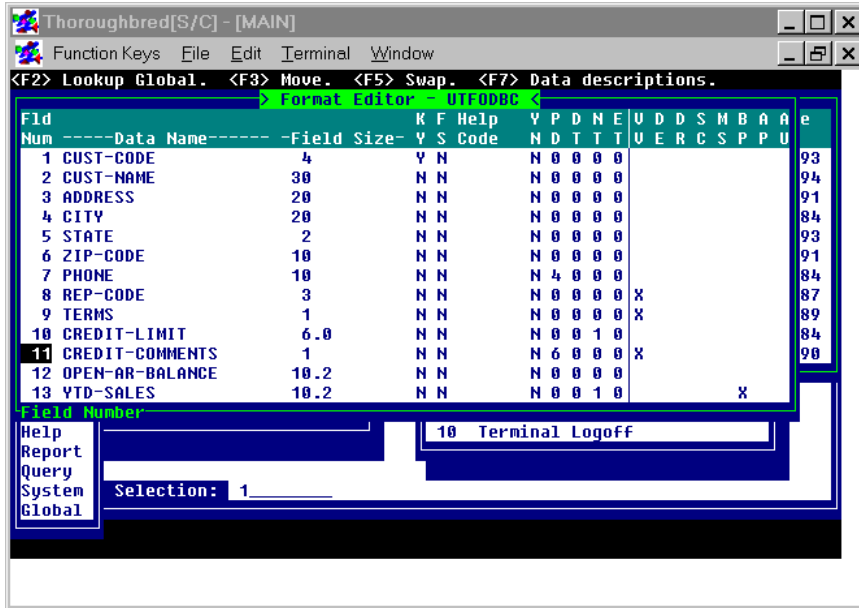 Thoroughbred[S/C] - [MAIN]
Function Keys File Edit Terminal Window
<F2> Lookup Global. <F3> Move. <F5> Swap. <F7> Data descriptions.
> Format Editor - UTFODBC <
Fld K F Help Y P D N E V D D S M B A A e
Num -----Data Name------ -Field Size- Y S Code N D T T T V E R C S P P U
1 CUST-CODE 4 Y N N 0 0 0 0 93
2 CUST-NAME 30 N N N 0 0 0 0 94
3 ADDRESS 20 N N N 0 0 0 0 91
4 CITY 20 N N N 0 0 0 0 84
5 STATE 2 N N N 0 0 0 0 93
6 ZIP-CODE 10 N N N 0 0 0 0 91
7 PHONE 10 N N N 4 0 0 0 84
8 REP-CODE 3 N N N 0 0 0 0 X 87
9 TERMS 1 N N N 0 0 0 0 X 89
10 CREDIT-LIMIT 6.0 N N N 0 0 1 0 84
11 CREDIT-COMMENTS 1 N N N 6 0 0 0 X 90
12 OPEN-AR-BALANCE 10.2 N N N 0 0 0 0
13 YTD-SALES 10.2 N N N 0 0 1 0 X
Field Number
Help 10 Terminal Logoff
Report
Query
System Selection: 1_________
Global